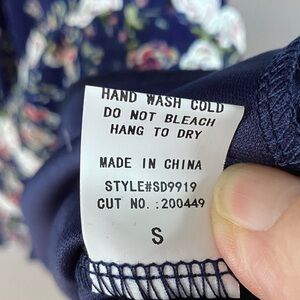 HAND WASH COLD
DO NOT BLEACH
HANG TO DRY
MADE IN CHINA
STYLE#SD9919
CUT NO.:200449
S